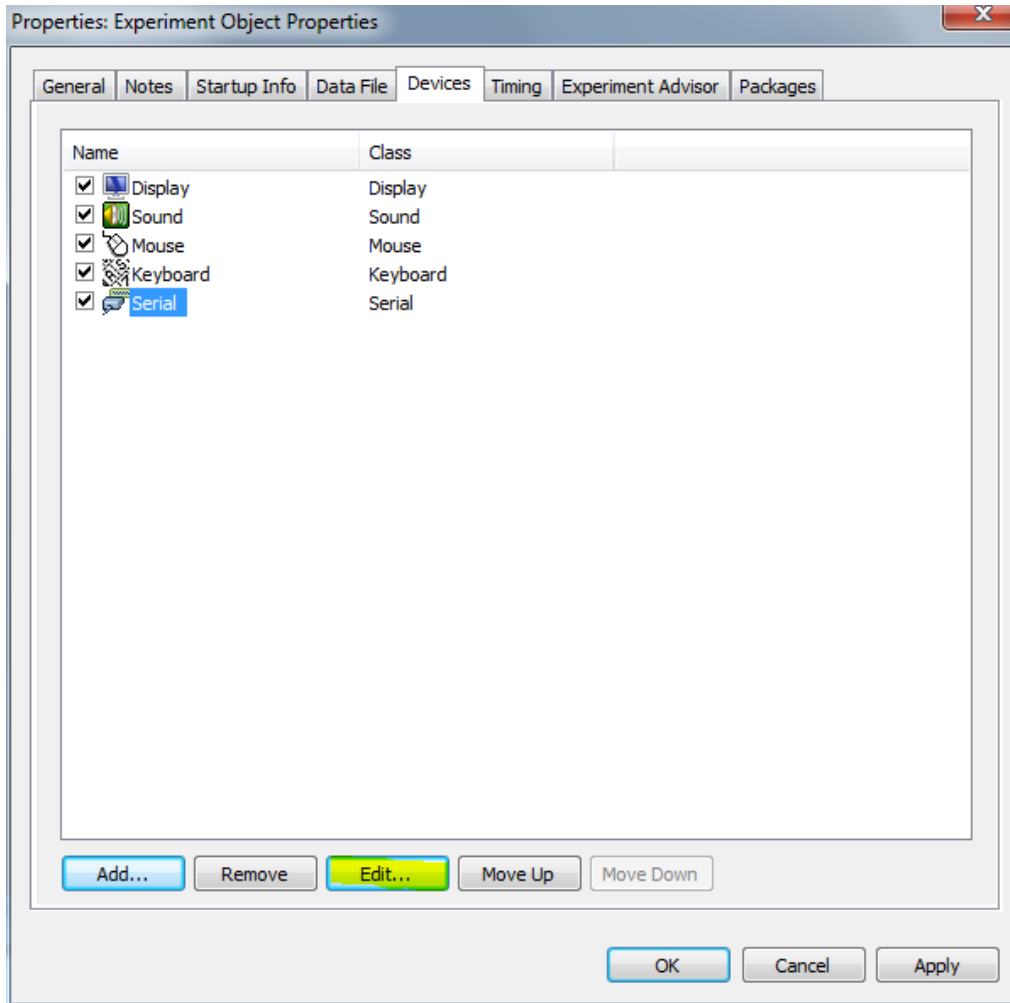 Properties: Experiment Object Properties
General Notes Startup Info Data File Devices Timing Experiment Advisor Packages
Name Class
Display Display
Sound Sound
Mouse Mouse
Keyboard Keyboard
Serial Serial
Add... Remove Edit... Move Up Move Down
OK Cancel Apply